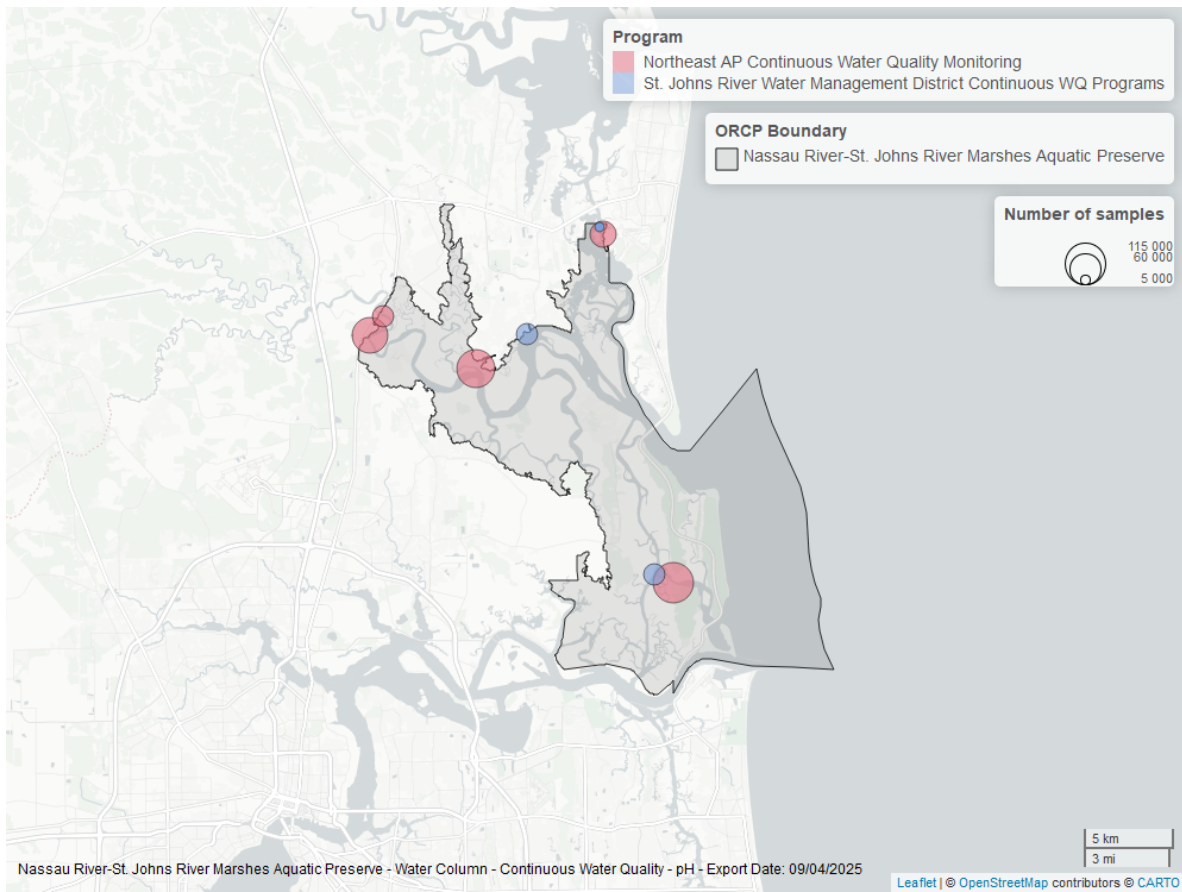 Program
Northeast AP Continuous Water Quality Monitoring
St. Johns River Water Management District Continuous WQ Programs
ORCP Boundary
Nassau River-St. Johns River Marshes Aquatic Preserve
Number of samples
115 000
60 000
5 000
5 km
3 mi
Nassau River-St. Johns River Marshes Aquatic Preserve - Water Column - Continuous Water Quality - pH - Export Date: 09/04/2025
Leaflet | © OpenStreetMap contributors © CARTO